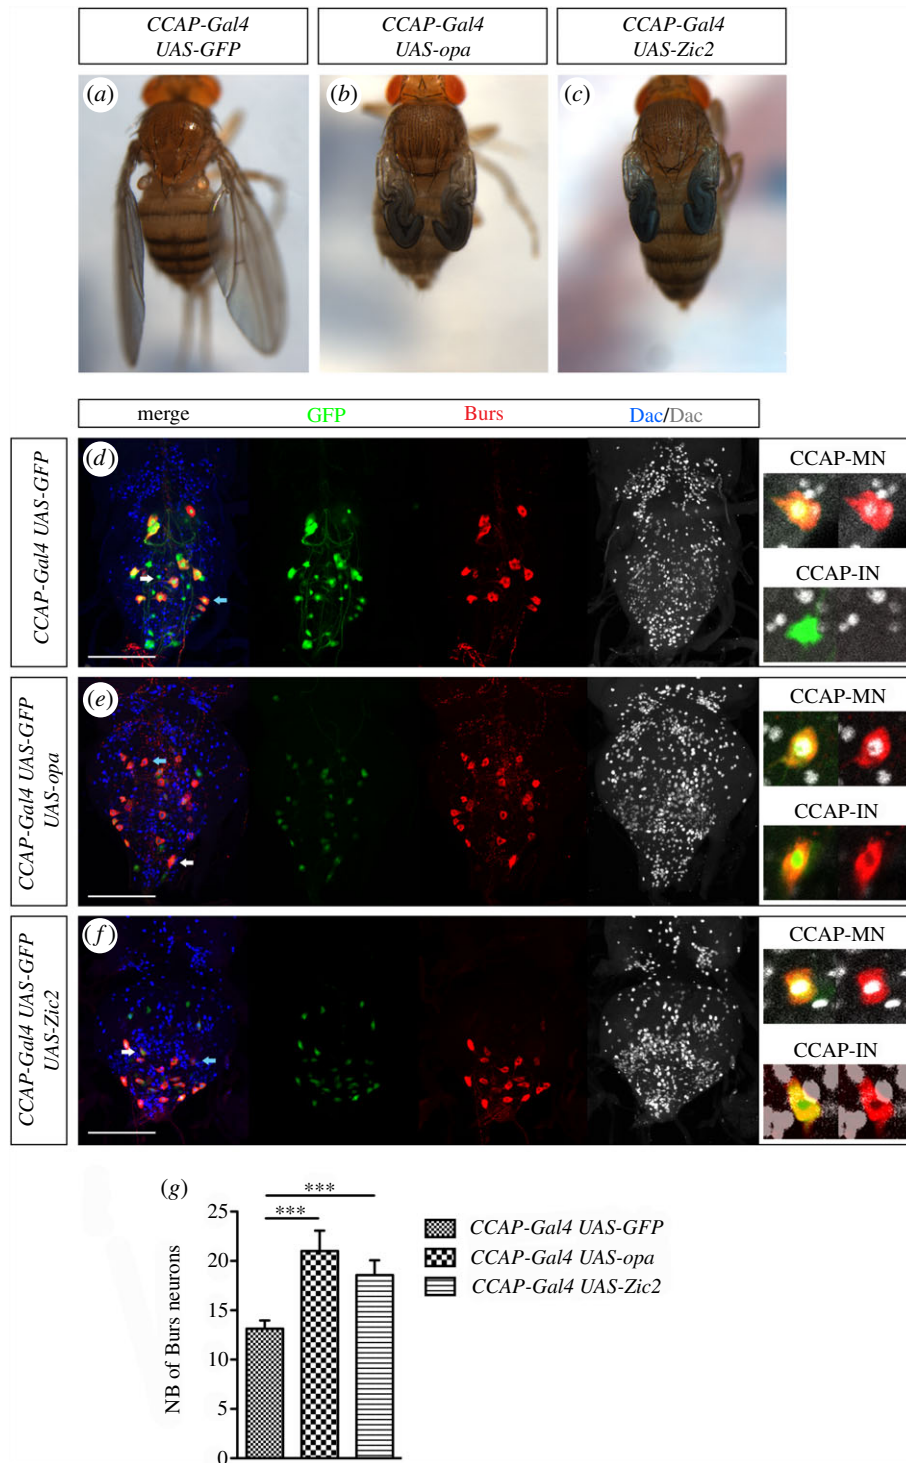 CCAP-Gal4
UAS-GFP
CCAP-Gal4
UAS-opa
CCAP-Gal4
UAS-Zic2
(a)
(b)
(c)
merge
GFP
Burs
Dac/Dac
CCAP-Gal4 UAS-GFP
(d)
CCAP-MN
CCAP-IN
CCAP-Gal4 UAS-GFP
UAS-opa
(e)
CCAP-MN
CCAP-IN
CCAP-Gal4 UAS-GFP
UAS-Zic2
(f)
CCAP-MN
CCAP-IN
(g)
***
***
25
20
15
10
5
0
NB of Burs neurons
CCAP-Gal4 UAS-GFP
CCAP-Gal4 UAS-opa
CCAP-Gal4 UAS-Zic2